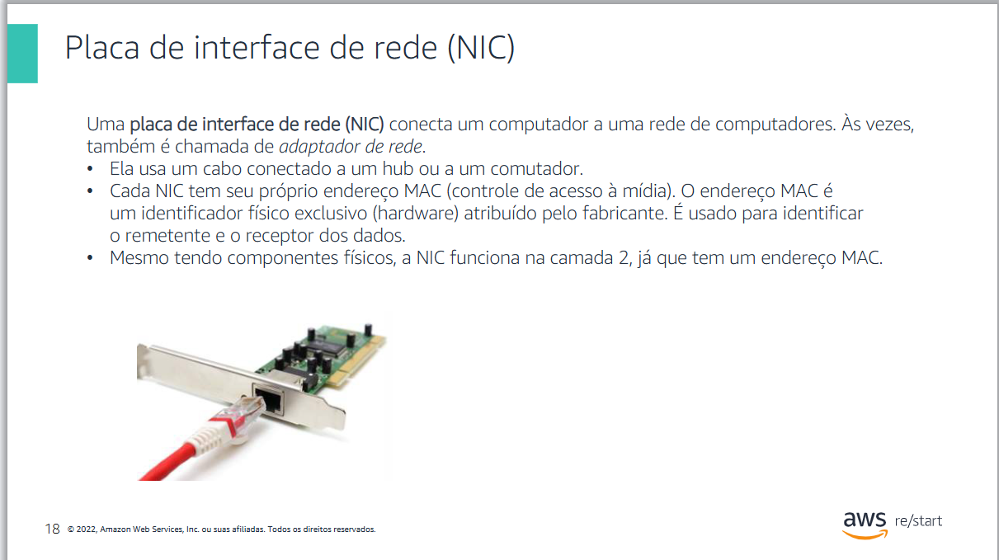 Placa de interface de rede (NIC)
Uma placa de interface de rede (NIC) conecta um computador a uma rede de computadores. Às vezes,
também é chamada de adaptador de rede.
• Ela usa um cabo conectado a um hub ou a um comutador.
• Cada NIC tem seu próprio endereço MAC (controle de acesso à mídia). O endereço MAC é
um identificador físico exclusivo (hardware) atribuído pelo fabricante. É usado para identificar
o remetente e o receptor dos dados.
• Mesmo tendo componentes físicos, a NIC funciona na camada 2, já que tem um endereço MAC.
18 © 2022, Amazon Web Services, Inc. ou suas afiliadas. Todos os direitos reservados.
aws re/start